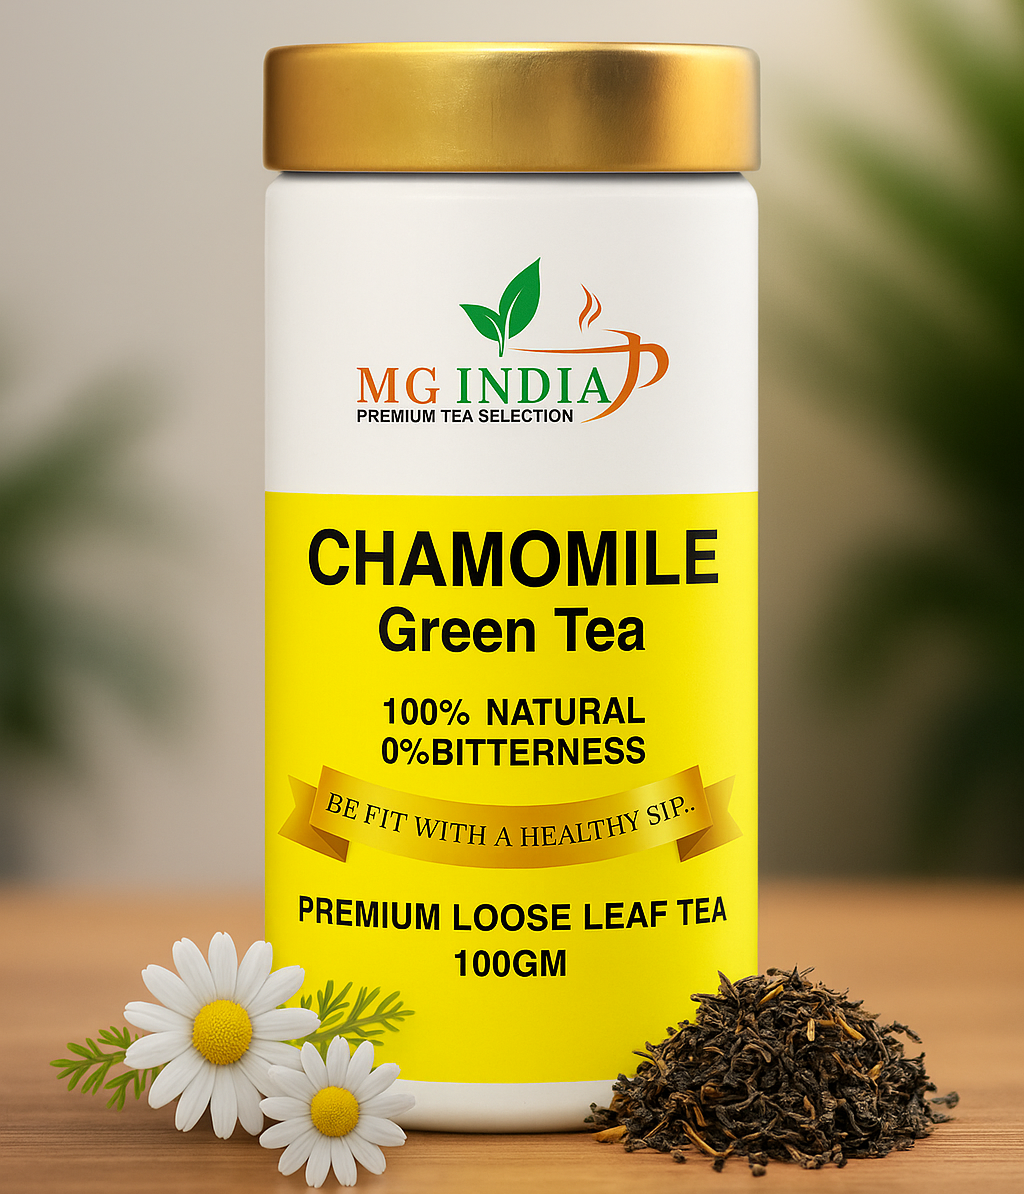 MG INDIA
PREMIUM TEA SELECTION
CHAMOMILE
Green Tea
100% NATURAL
0%BITTERNESS
BE FIT WITH A HEALTHY SIP..
PREMIUM LOOSE LEAF TEA
100GM